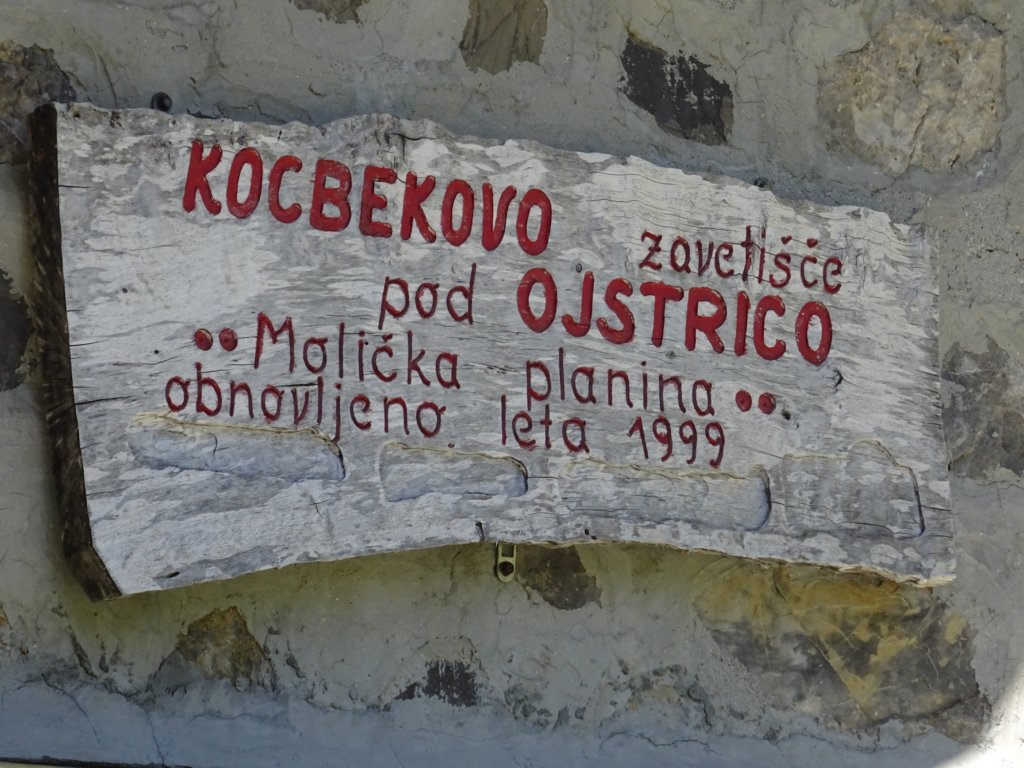 KOCBEKOVO zavetišče
pod OJSTRICO
•• Molička planina ••
obnovljeno leta 1999